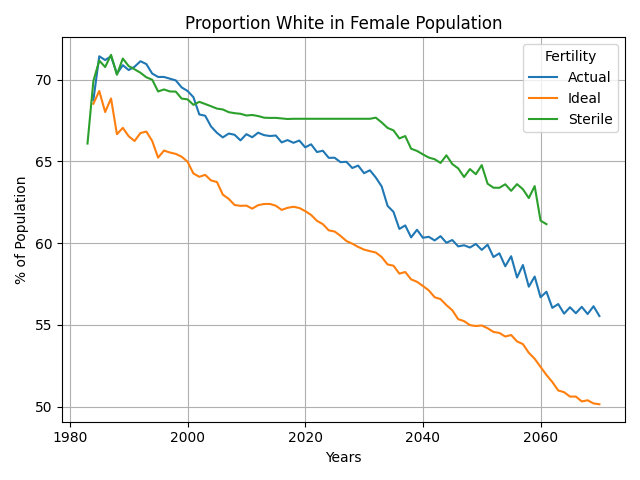 Proportion White in Female Population
Fertility
Actual
Ideal
Sterile
% of Population
70
65
60
55
50
1980
2000
2020
2040
2060
Years